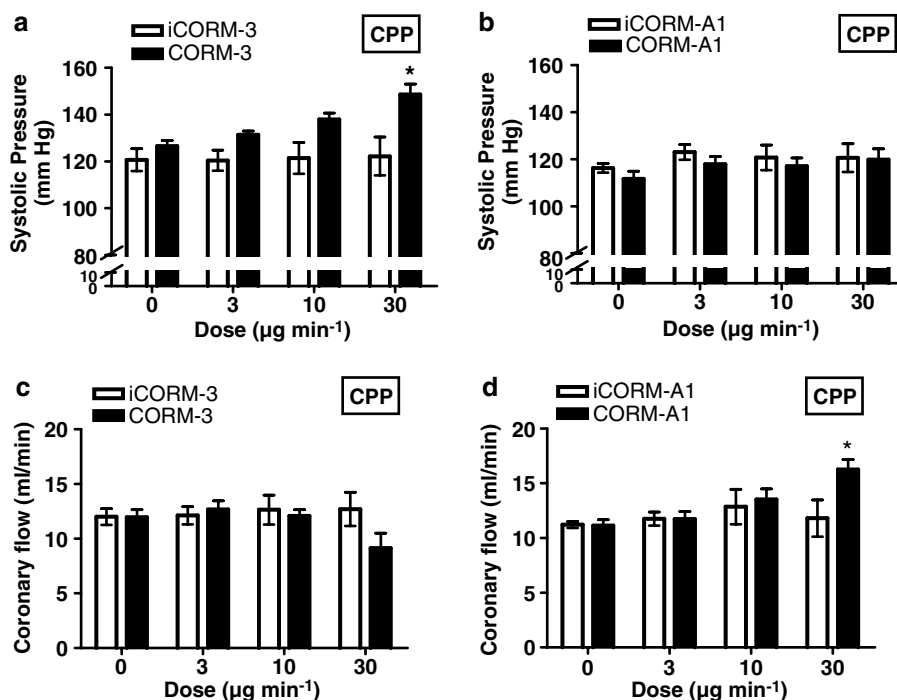 a
iCORM-3
CORM-3
CPP
Systolic Pressure
(mm Hg)
160
140
120
100
80
10
0
*
0 3 10 30
Dose (µg min-1)
b
iCORM-A1
CORM-A1
CPP
Systolic Pressure
(mm Hg)
160
140
120
100
80
10
0
0 3 10 30
Dose (µg min-1)
c
iCORM-3
CORM-3
CPP
Coronary flow (ml/min)
20
15
10
5
0
0 3 10 30
Dose (µg min-1)
d
iCORM-A1
CORM-A1
CPP
Coronary flow (ml/min)
20
15
10
5
0
*
0 3 10 30
Dose (µg min-1)